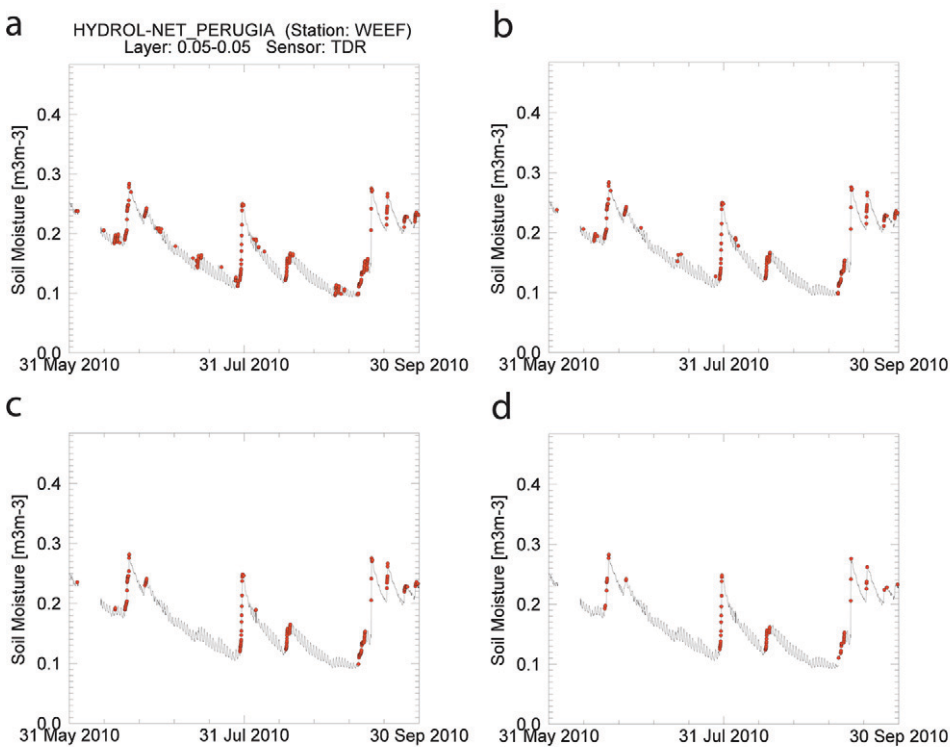 a
HYDROL-NET_PERUGIA (Station: WEEF)
Layer: 0.05-0.05 Sensor: TDR
Soil Moisture [m3m-3]
0.4
0.3
0.2
0.1
0.0
31 May 2010
31 Jul 2010
30 Sep 2010
b
Soil Moisture [m3m-3]
0.4
0.3
0.2
0.1
0.0
31 May 2010
31 Jul 2010
30 Sep 2010
c
Soil Moisture [m3m-3]
0.4
0.3
0.2
0.1
0.0
31 May 2010
31 Jul 2010
30 Sep 2010
d
Soil Moisture [m3m-3]
0.4
0.3
0.2
0.1
0.0
31 May 2010
31 Jul 2010
30 Sep 2010